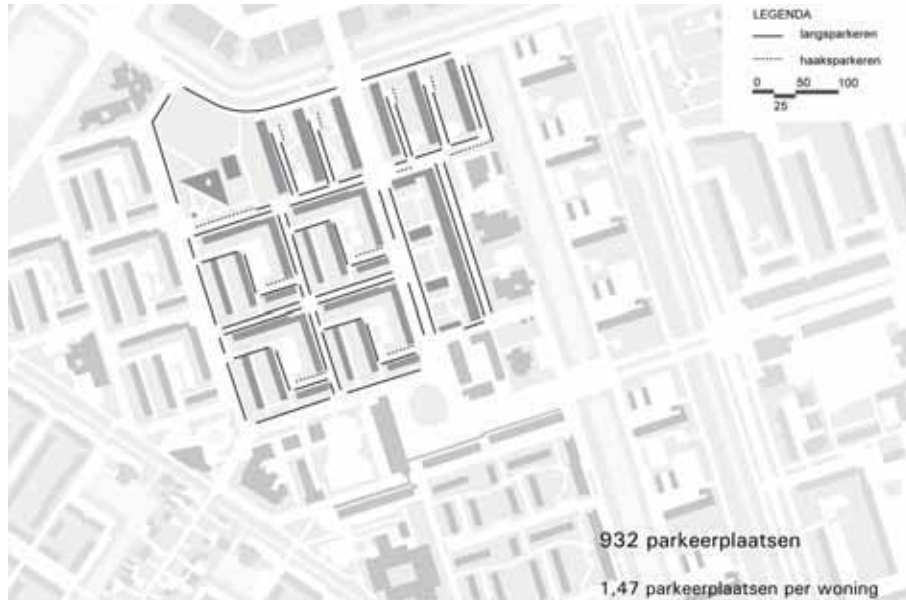 LEGENDA
langsparkeren
haaksparkeren
0 50 100
25
932 parkeerplaatsen
1,47 parkeerplaatsen per woning